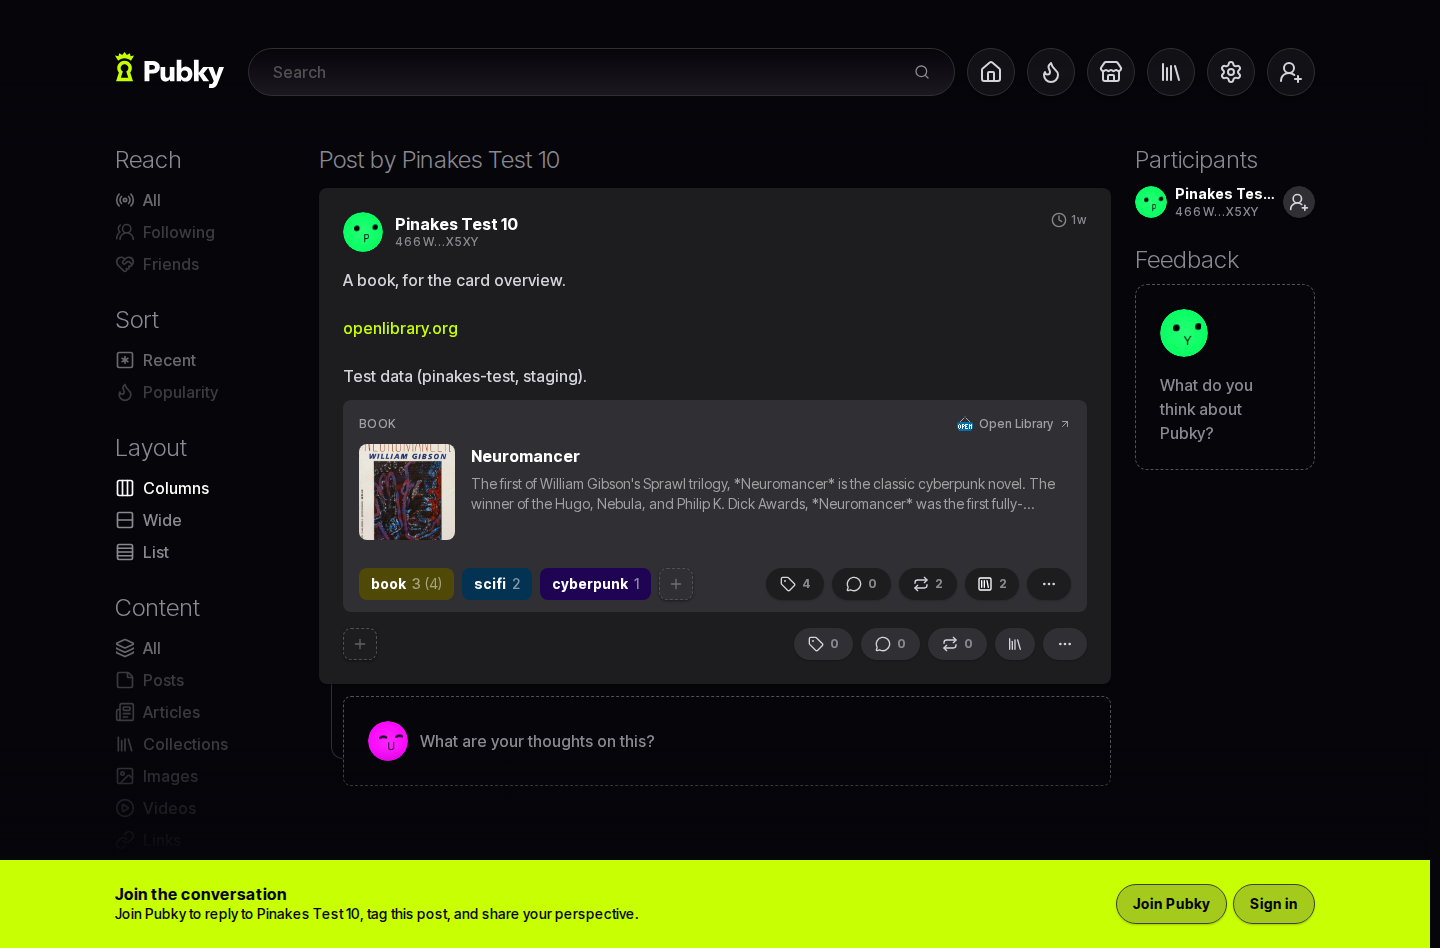 Pubky
Search
Reach
All
Following
Friends
Sort
Recent
Popularity
Layout
Columns
Wide
List
Content
All
Posts
Articles
Collections
Images
Videos
Links
Post by Pinakes Test 10
P
Pinakes Test 10
466W...X5XY
1w
A book, for the card overview.
openlibrary.org
Test data (pinakes-test, staging).
BOOK
OPEN
Open Library
NEUROMANCER
WILLIAM GIBSON
Neuromancer
The first of William Gibson's Sprawl trilogy, *Neuromancer* is the classic cyberpunk novel. The
winner of the Hugo, Nebula, and Philip K. Dick Awards, *Neuromancer* was the first fully-...
book 3 (4)
scifi 2
cyberpunk 1
4
0
2
2
0
0
0
U
What are your thoughts on this?
Participants
P
Pinakes Tes...
466W...X5XY
Feedback
Y
What do you
think about
Pubky?
Join the conversation
Join Pubky to reply to Pinakes Test 10, tag this post, and share your perspective.
Join Pubky
Sign in